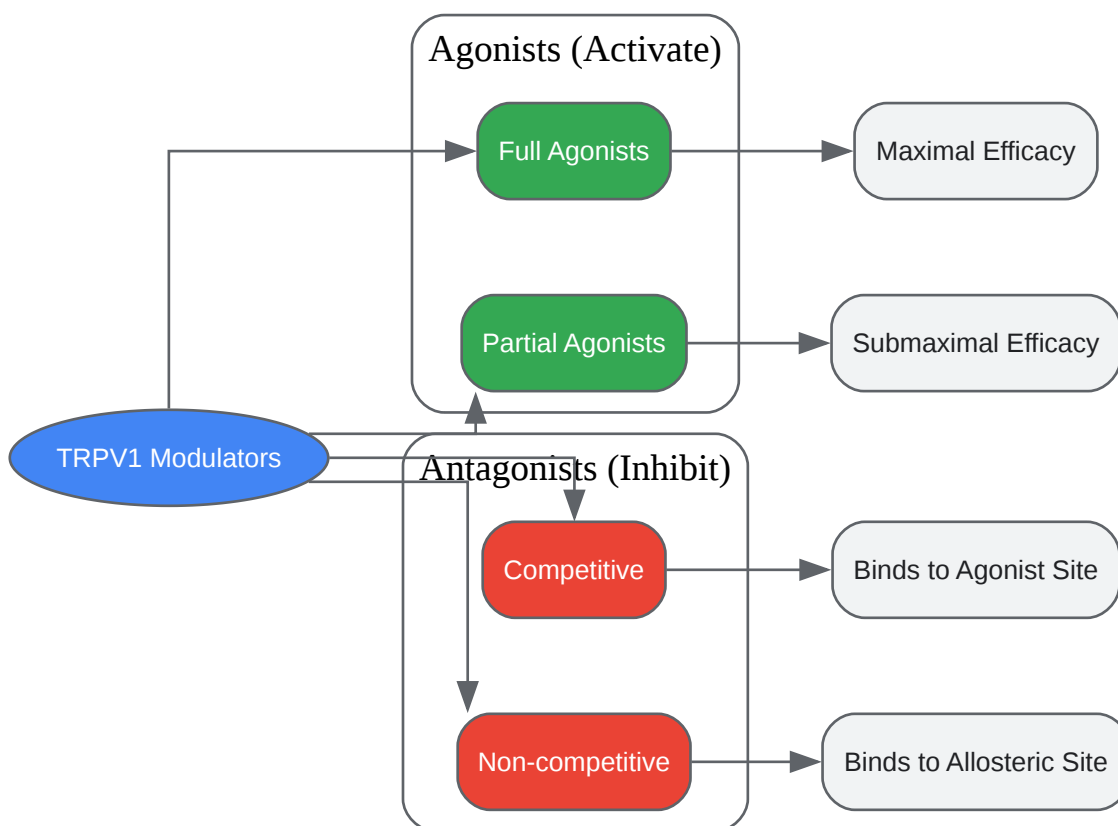 Agonists (Activate)
Full Agonists
Maximal Efficacy
Partial Agonists
Submaximal Efficacy
TRPV1 Modulators
Antagonists (Inhibit)
Competitive
Binds to Agonist Site
Non-competitive
Binds to Allosteric Site